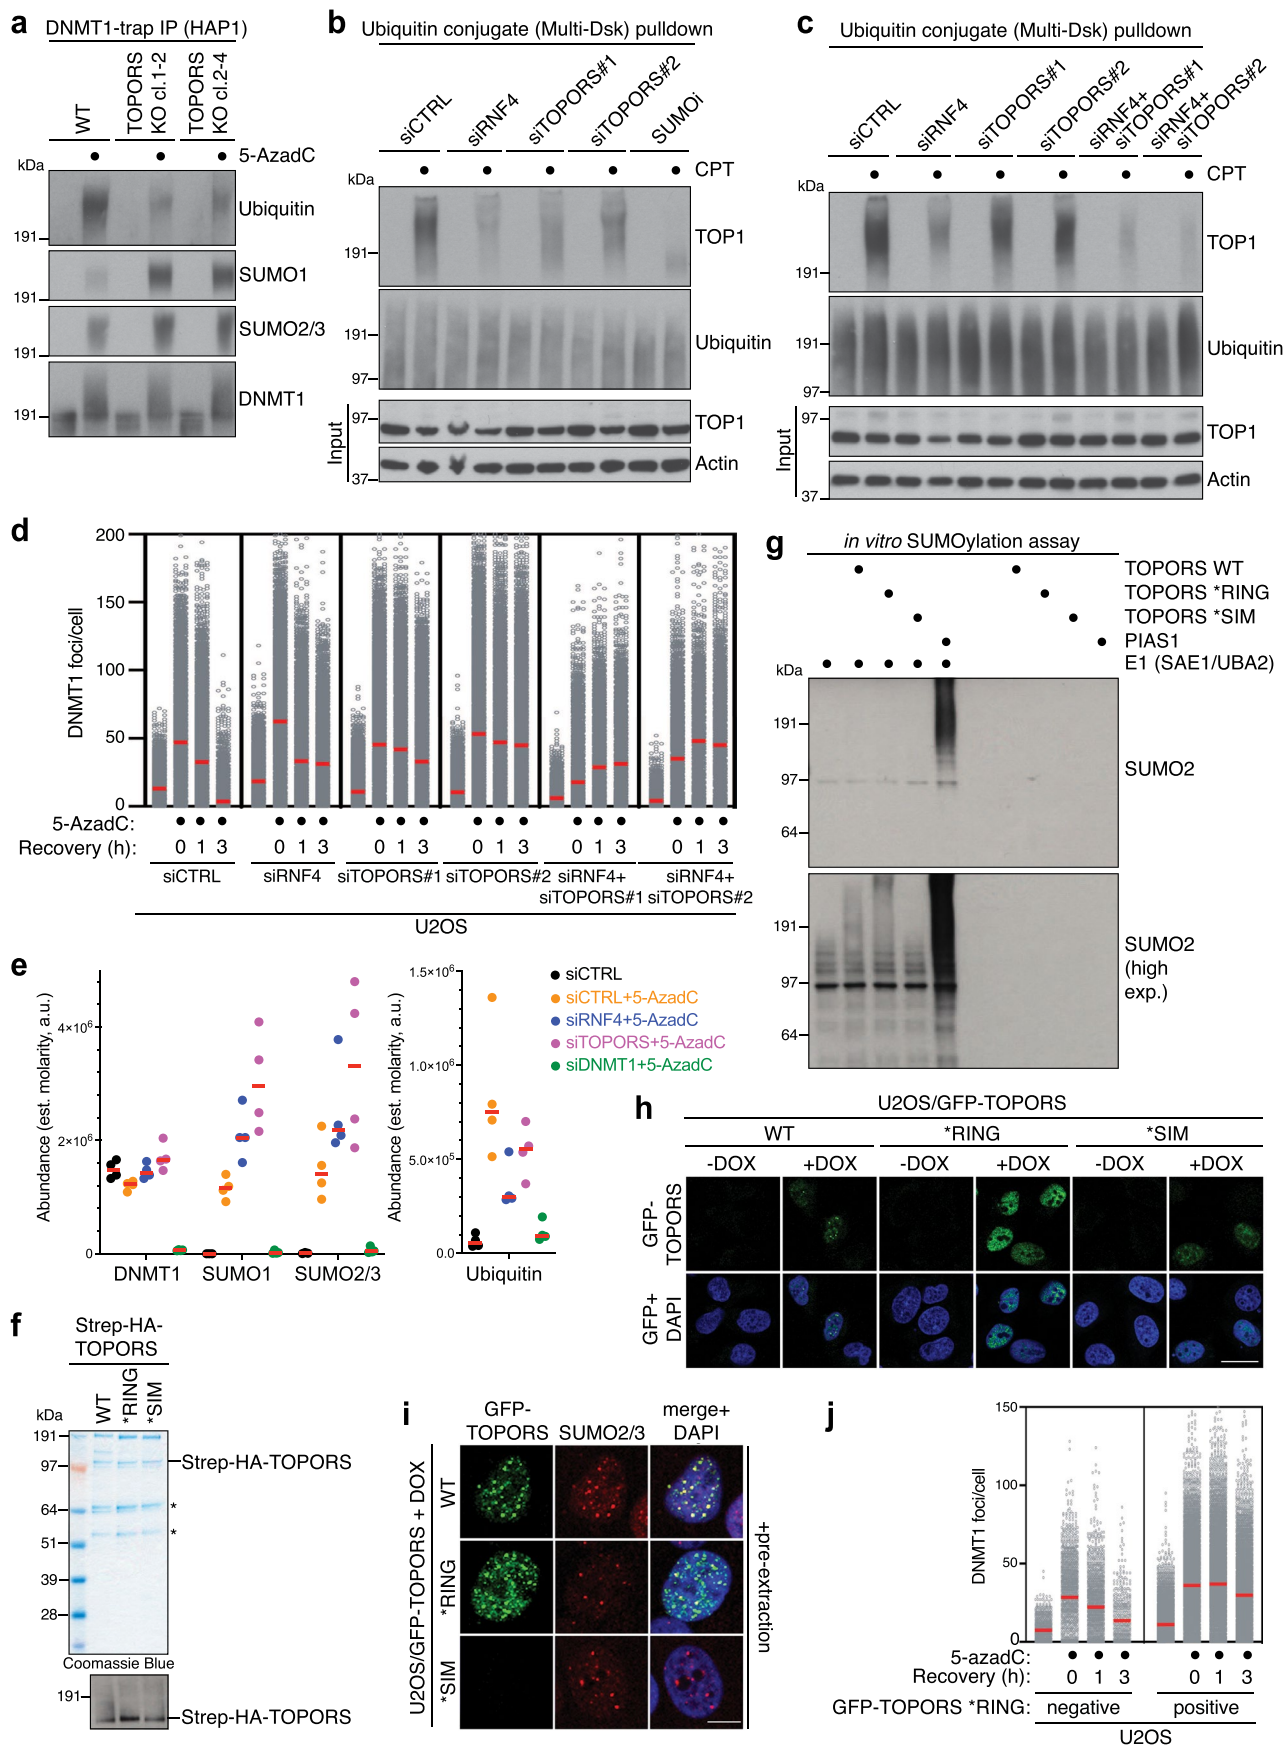 a
DNMT1-trap IP (HAP1)
WT
TOPORS
KO cl.1-2
TOPORS
KO cl.2-4
5-AzadC
kDa
Ubiquitin
191
SUMO1
191
SUMO2/3
191
DNMT1
191
b
Ubiquitin conjugate (Multi-Dsk) pulldown
siCTRL
siRNF4
siTOPORS#1
siTOPORS#2
SUMOi
CPT
kDa
TOP1
191
Ubiquitin
191
97
Input
97
TOP1
Actin
37
c
Ubiquitin conjugate (Multi-Dsk) pulldown
siCTRL
siRNF4
siTOPORS#1
siTOPORS#2
siRNF4+
siTOPORS#1
siRNF4+
siTOPORS#2
CPT
kDa
TOP1
191
Ubiquitin
191
97
Input
97
TOP1
Actin
37
d
DNMT1 foci/cell
200
150
100
50
0
5-AzadC:
Recovery (h): 0 1 3 0 1 3 0 1 3 0 1 3 0 1 3 0 1 3
siCTRL
siRNF4
siTOPORS#1
siTOPORS#2
siRNF4+
siTOPORS#1
siRNF4+
siTOPORS#2
U2OS
e
Abundance (est. molarity, a.u.)
4×10⁶
2×10⁶
0
DNMT1 SUMO1 SUMO2/3
Abundance (est. molarity, a.u.)
1.5×10⁶
1.0×10⁶
5.0×10⁵
0.0
Ubiquitin
siCTRL
siCTRL+5-AzadC
siRNF4+5-AzadC
siTOPORS+5-AzadC
siDNMT1+5-AzadC
f
Strep-HA-
TOPORS
WT
*RING
*SIM
kDa
191
97
64
51
39
28
Strep-HA-TOPORS
*
*
Coomassie Blue
191
Strep-HA-TOPORS
g
in vitro SUMOylation assay
TOPORS WT
TOPORS *RING
TOPORS *SIM
PIAS1
E1 (SAE1/UBA2)
kDa
191
97
64
SUMO2
191
97
64
SUMO2
(high
exp.)
h
U2OS/GFP-TOPORS
WT
*RING
*SIM
-DOX +DOX -DOX +DOX -DOX +DOX
GFP-
TOPORS
GFP+
DAPI
i
GFP-
TOPORS
SUMO2/3
merge+
DAPI
U2OS/GFP-TOPORS + DOX
WT
*RING
*SIM
+pre-extraction
j
DNMT1 foci/cell
150
100
50
0
5-azadC:
Recovery (h): 0 1 3 0 1 3
GFP-TOPORS *RING: negative positive
U2OS